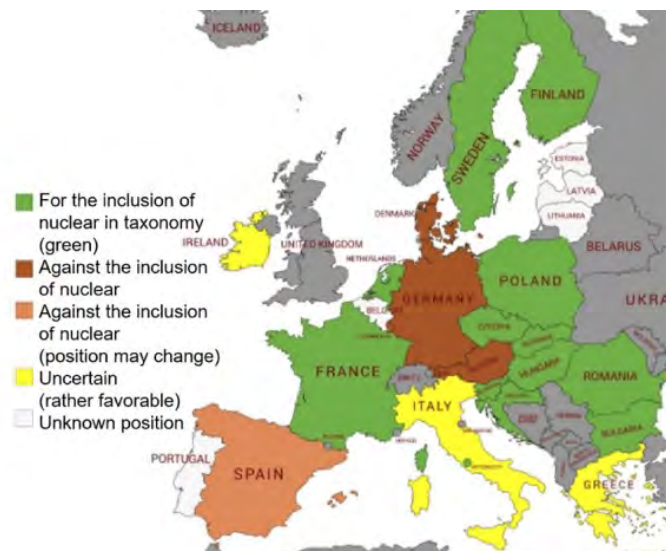 ICELAND
FINLAND
NORWAY
SWEDEN
ESTONIA
LATVIA
LITHUANIA
DENMARK
IRELAND
UNITED KINGDOM
BELARUS
NETHERLANDS
POLAND
GERMANY
UKRA
CZECHIA
FRANCE
HUNGARIA
ROMANIA
ITALY
BULGARIA
PORTUGAL
SPAIN
GREECE
For the inclusion of
nuclear in taxonomy
(green)
Against the inclusion
of nuclear
Against the inclusion
of nuclear
(position may change)
Uncertain
(rather favorable)
Unknown position